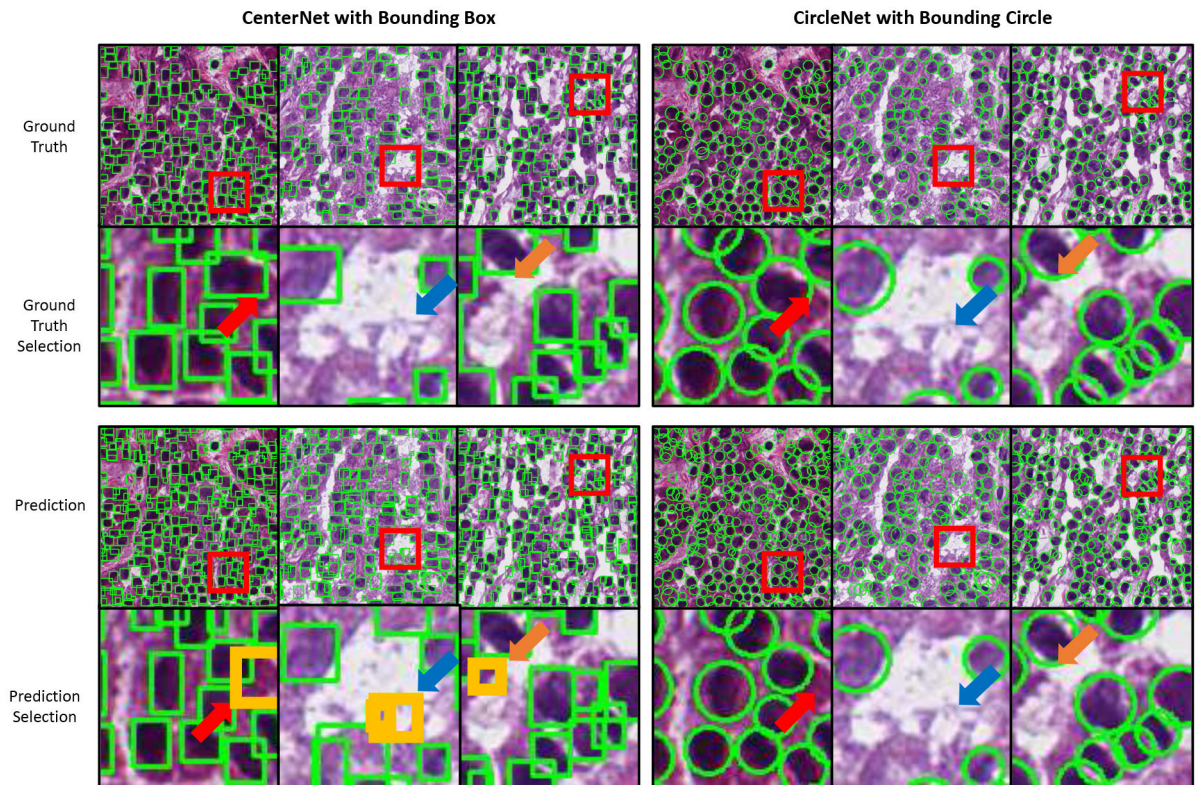 CenterNet with Bounding Box
CircleNet with Bounding Circle
Ground
Truth
Ground
Truth
Selection
Prediction
Prediction
Selection